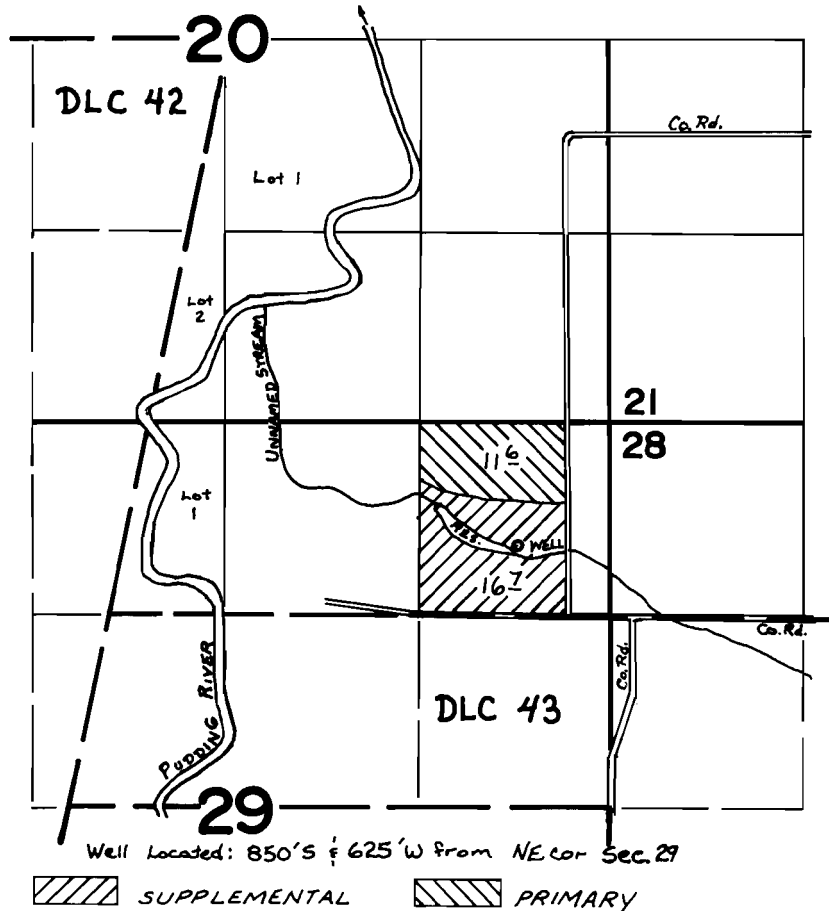 20
DLC 42
Co. Rd.
Lot 1
Lot
2
UNNAMED STREAM
21
28
11 6
Lot
1
RES.
WELL
16 7
Co. Rd.
Co. Rd.
PUDDING RIVER
DLC 43
29
Well Located: 850'S & 625'W from NE cor Sec. 29
SUPPLEMENTAL
PRIMARY